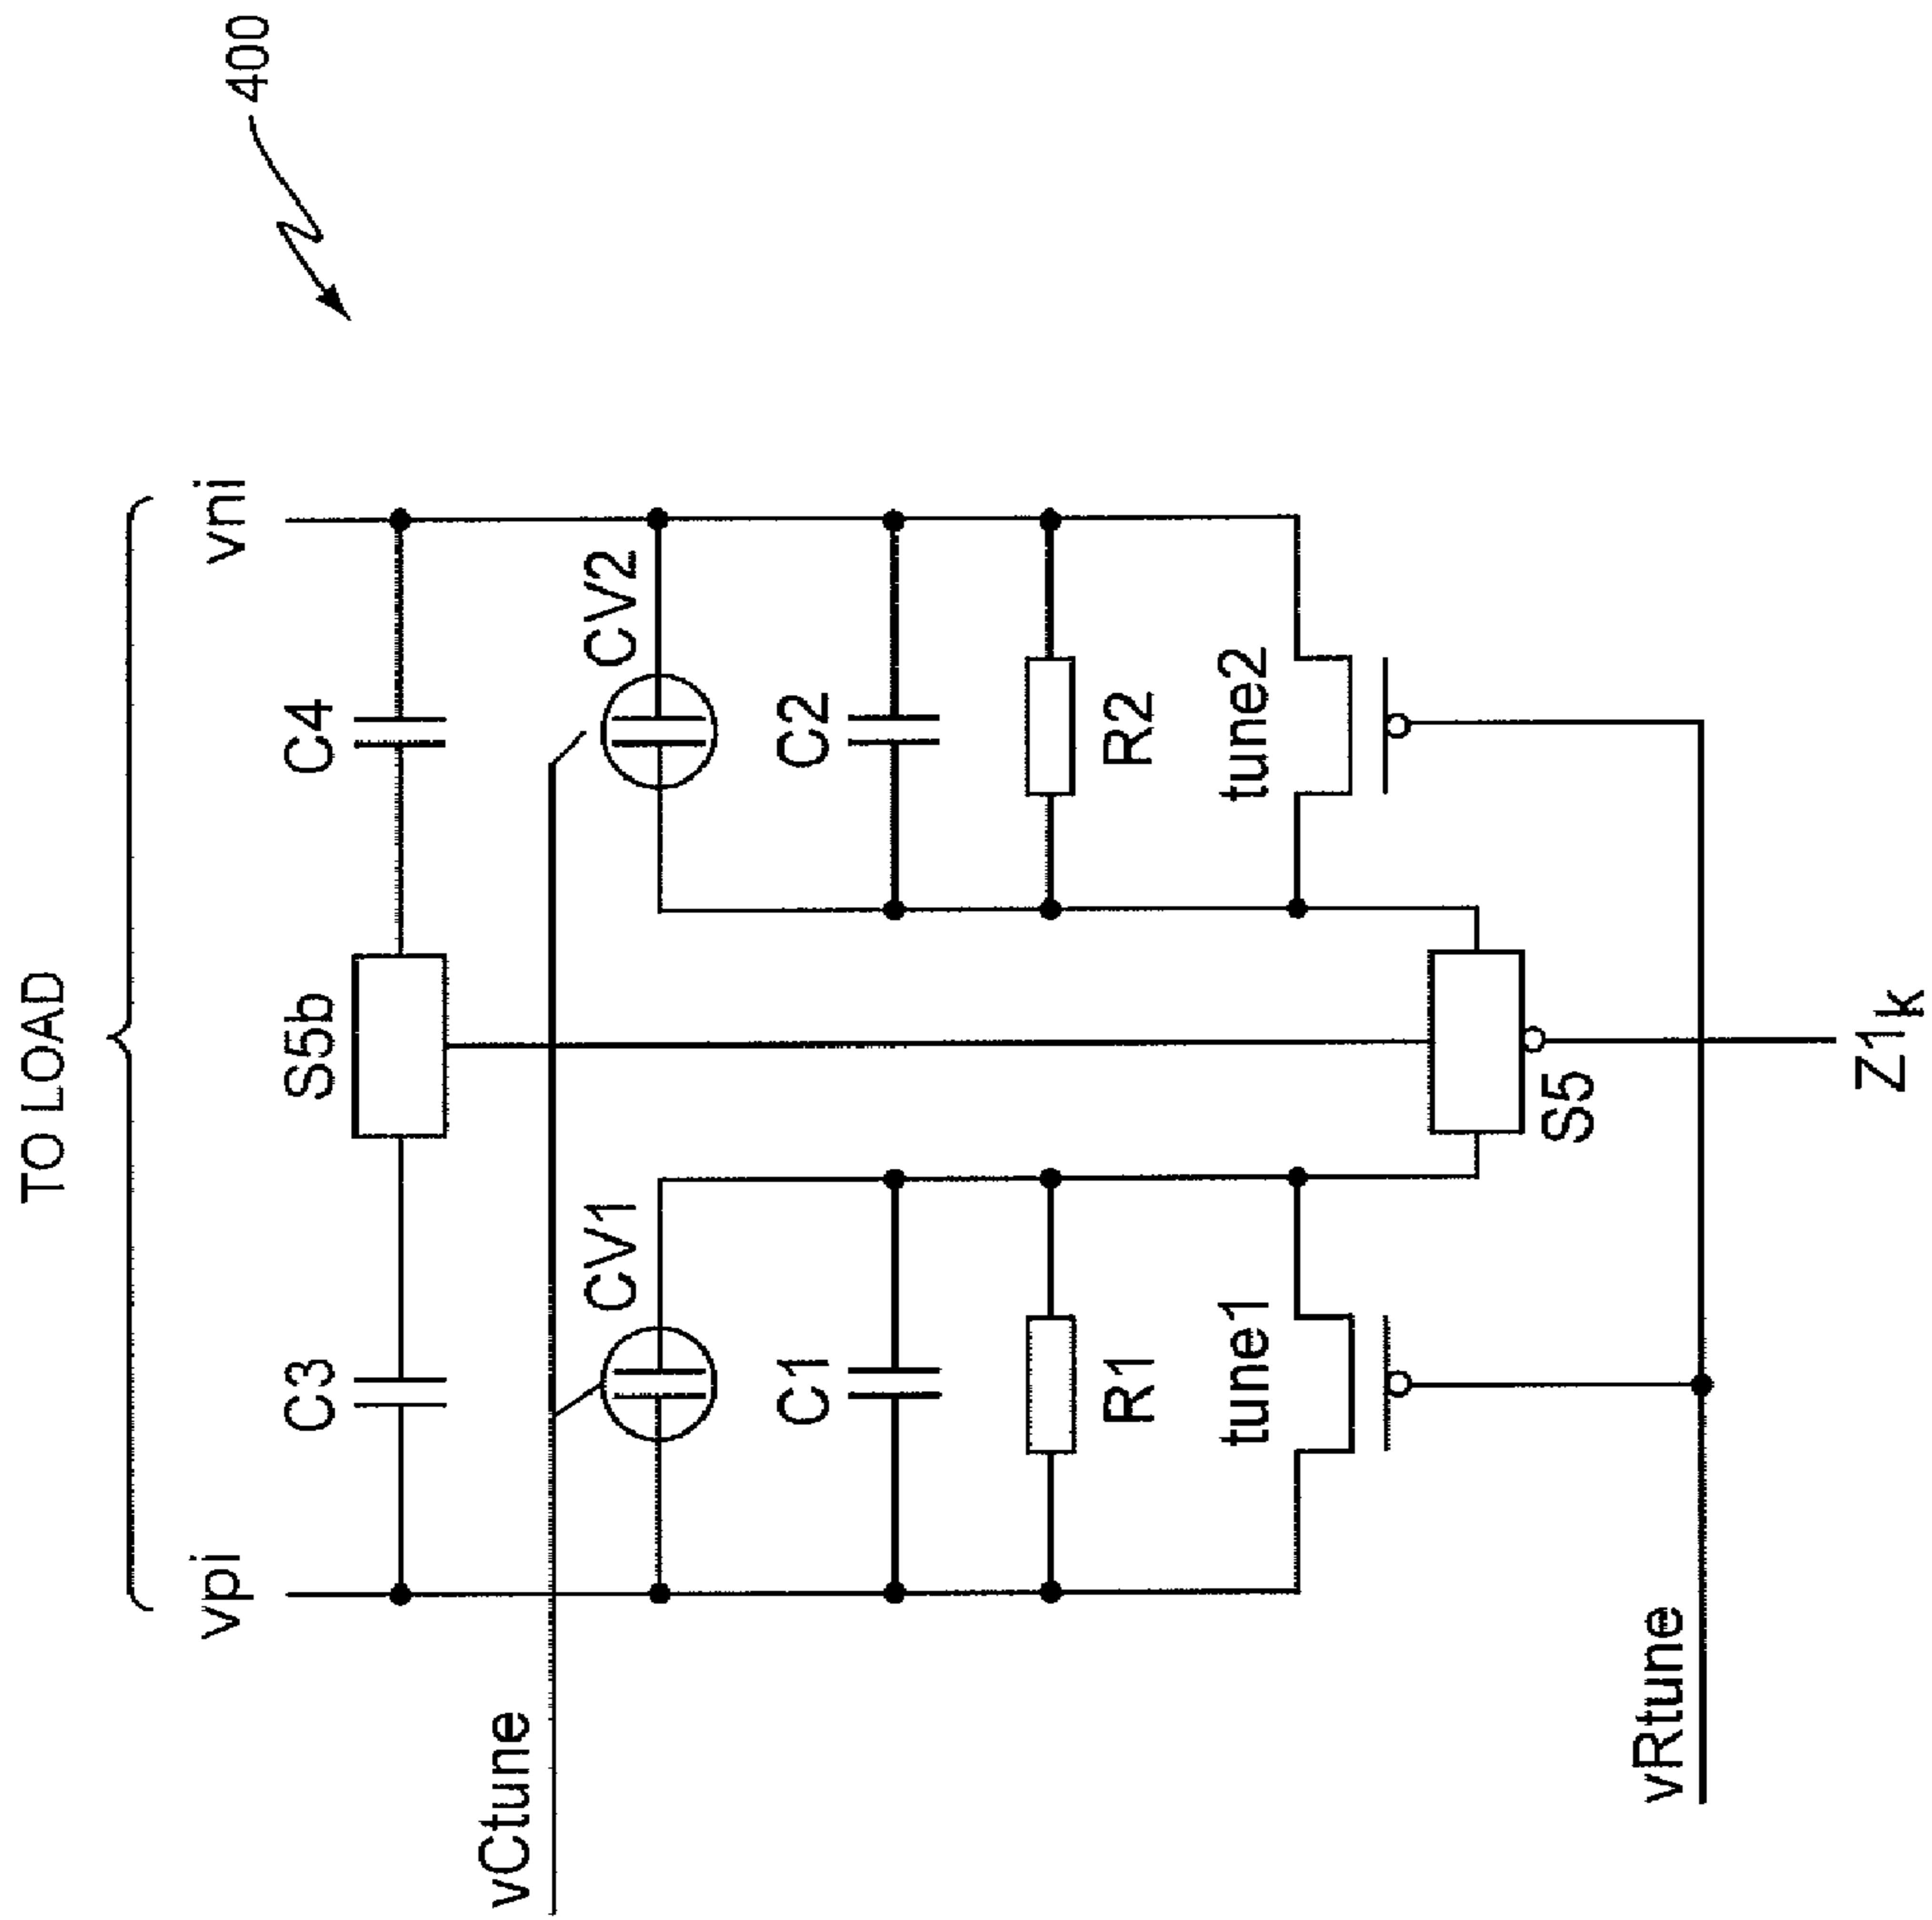 400
TO LOAD
vpi
vni
C3
S5b
C4
vCtune
CV1
CV2
C1
C2
R1
R2
tune1
tune2
S5
vRtune
Z1k